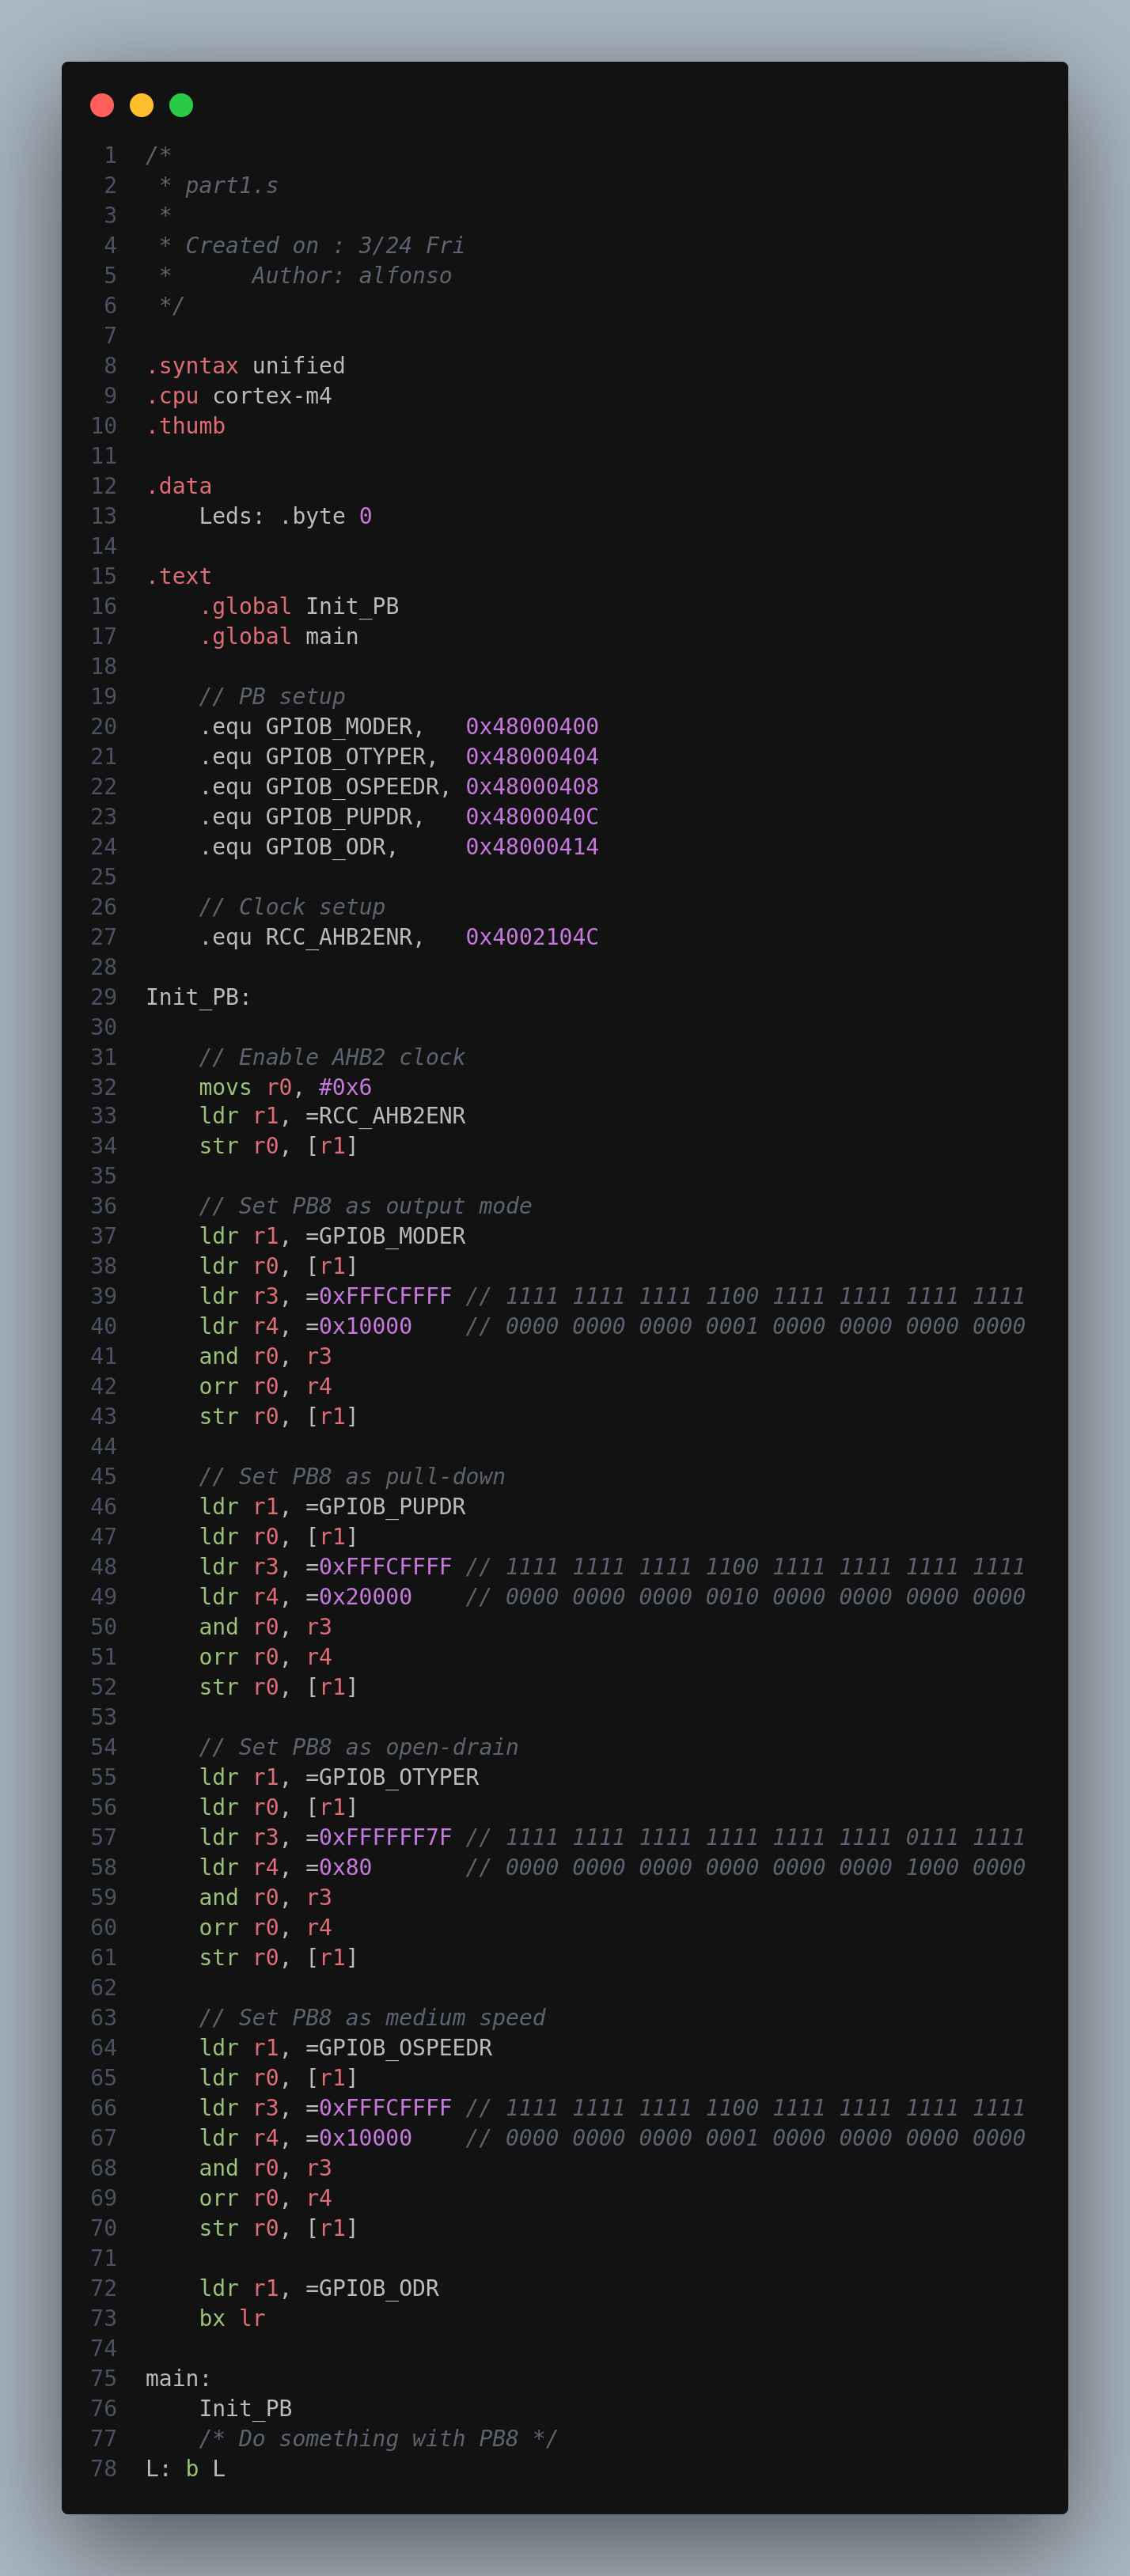 1 /*
2  * part1.s
3  *
4  * Created on : 3/24 Fri
5  *      Author: alfonso
6  */
7
8 .syntax unified
9 .cpu cortex-m4
10 .thumb
11
12 .data
13     Leds: .byte 0
14
15 .text
16     .global Init_PB
17     .global main
18
19     // PB setup
20     .equ GPIOB_MODER,   0x48000400
21     .equ GPIOB_OTYPER,  0x48000404
22     .equ GPIOB_OSPEEDR, 0x48000408
23     .equ GPIOB_PUPDR,   0x4800040C
24     .equ GPIOB_ODR,     0x48000414
25
26     // Clock setup
27     .equ RCC_AHB2ENR,   0x4002104C
28
29 Init_PB:
30
31     // Enable AHB2 clock
32     movs r0, #0x6
33     ldr r1, =RCC_AHB2ENR
34     str r0, [r1]
35
36     // Set PB8 as output mode
37     ldr r1, =GPIOB_MODER
38     ldr r0, [r1]
39     ldr r3, =0xFFFCFFFF // 1111 1111 1111 1100 1111 1111 1111 1111
40     ldr r4, =0x10000    // 0000 0000 0000 0001 0000 0000 0000 0000
41     and r0, r3
42     orr r0, r4
43     str r0, [r1]
44
45     // Set PB8 as pull-down
46     ldr r1, =GPIOB_PUPDR
47     ldr r0, [r1]
48     ldr r3, =0xFFFCFFFF // 1111 1111 1111 1100 1111 1111 1111 1111
49     ldr r4, =0x20000    // 0000 0000 0000 0010 0000 0000 0000 0000
50     and r0, r3
51     orr r0, r4
52     str r0, [r1]
53
54     // Set PB8 as open-drain
55     ldr r1, =GPIOB_OTYPER
56     ldr r0, [r1]
57     ldr r3, =0xFFFFFF7F // 1111 1111 1111 1111 1111 1111 0111 1111
58     ldr r4, =0x80       // 0000 0000 0000 0000 0000 0000 1000 0000
59     and r0, r3
60     orr r0, r4
61     str r0, [r1]
62
63     // Set PB8 as medium speed
64     ldr r1, =GPIOB_OSPEEDR
65     ldr r0, [r1]
66     ldr r3, =0xFFFCFFFF // 1111 1111 1111 1100 1111 1111 1111 1111
67     ldr r4, =0x10000    // 0000 0000 0000 0001 0000 0000 0000 0000
68     and r0, r3
69     orr r0, r4
70     str r0, [r1]
71
72     ldr r1, =GPIOB_ODR
73     bx lr
74
75 main:
76     Init_PB
77     /* Do something with PB8 */
78 L: b L